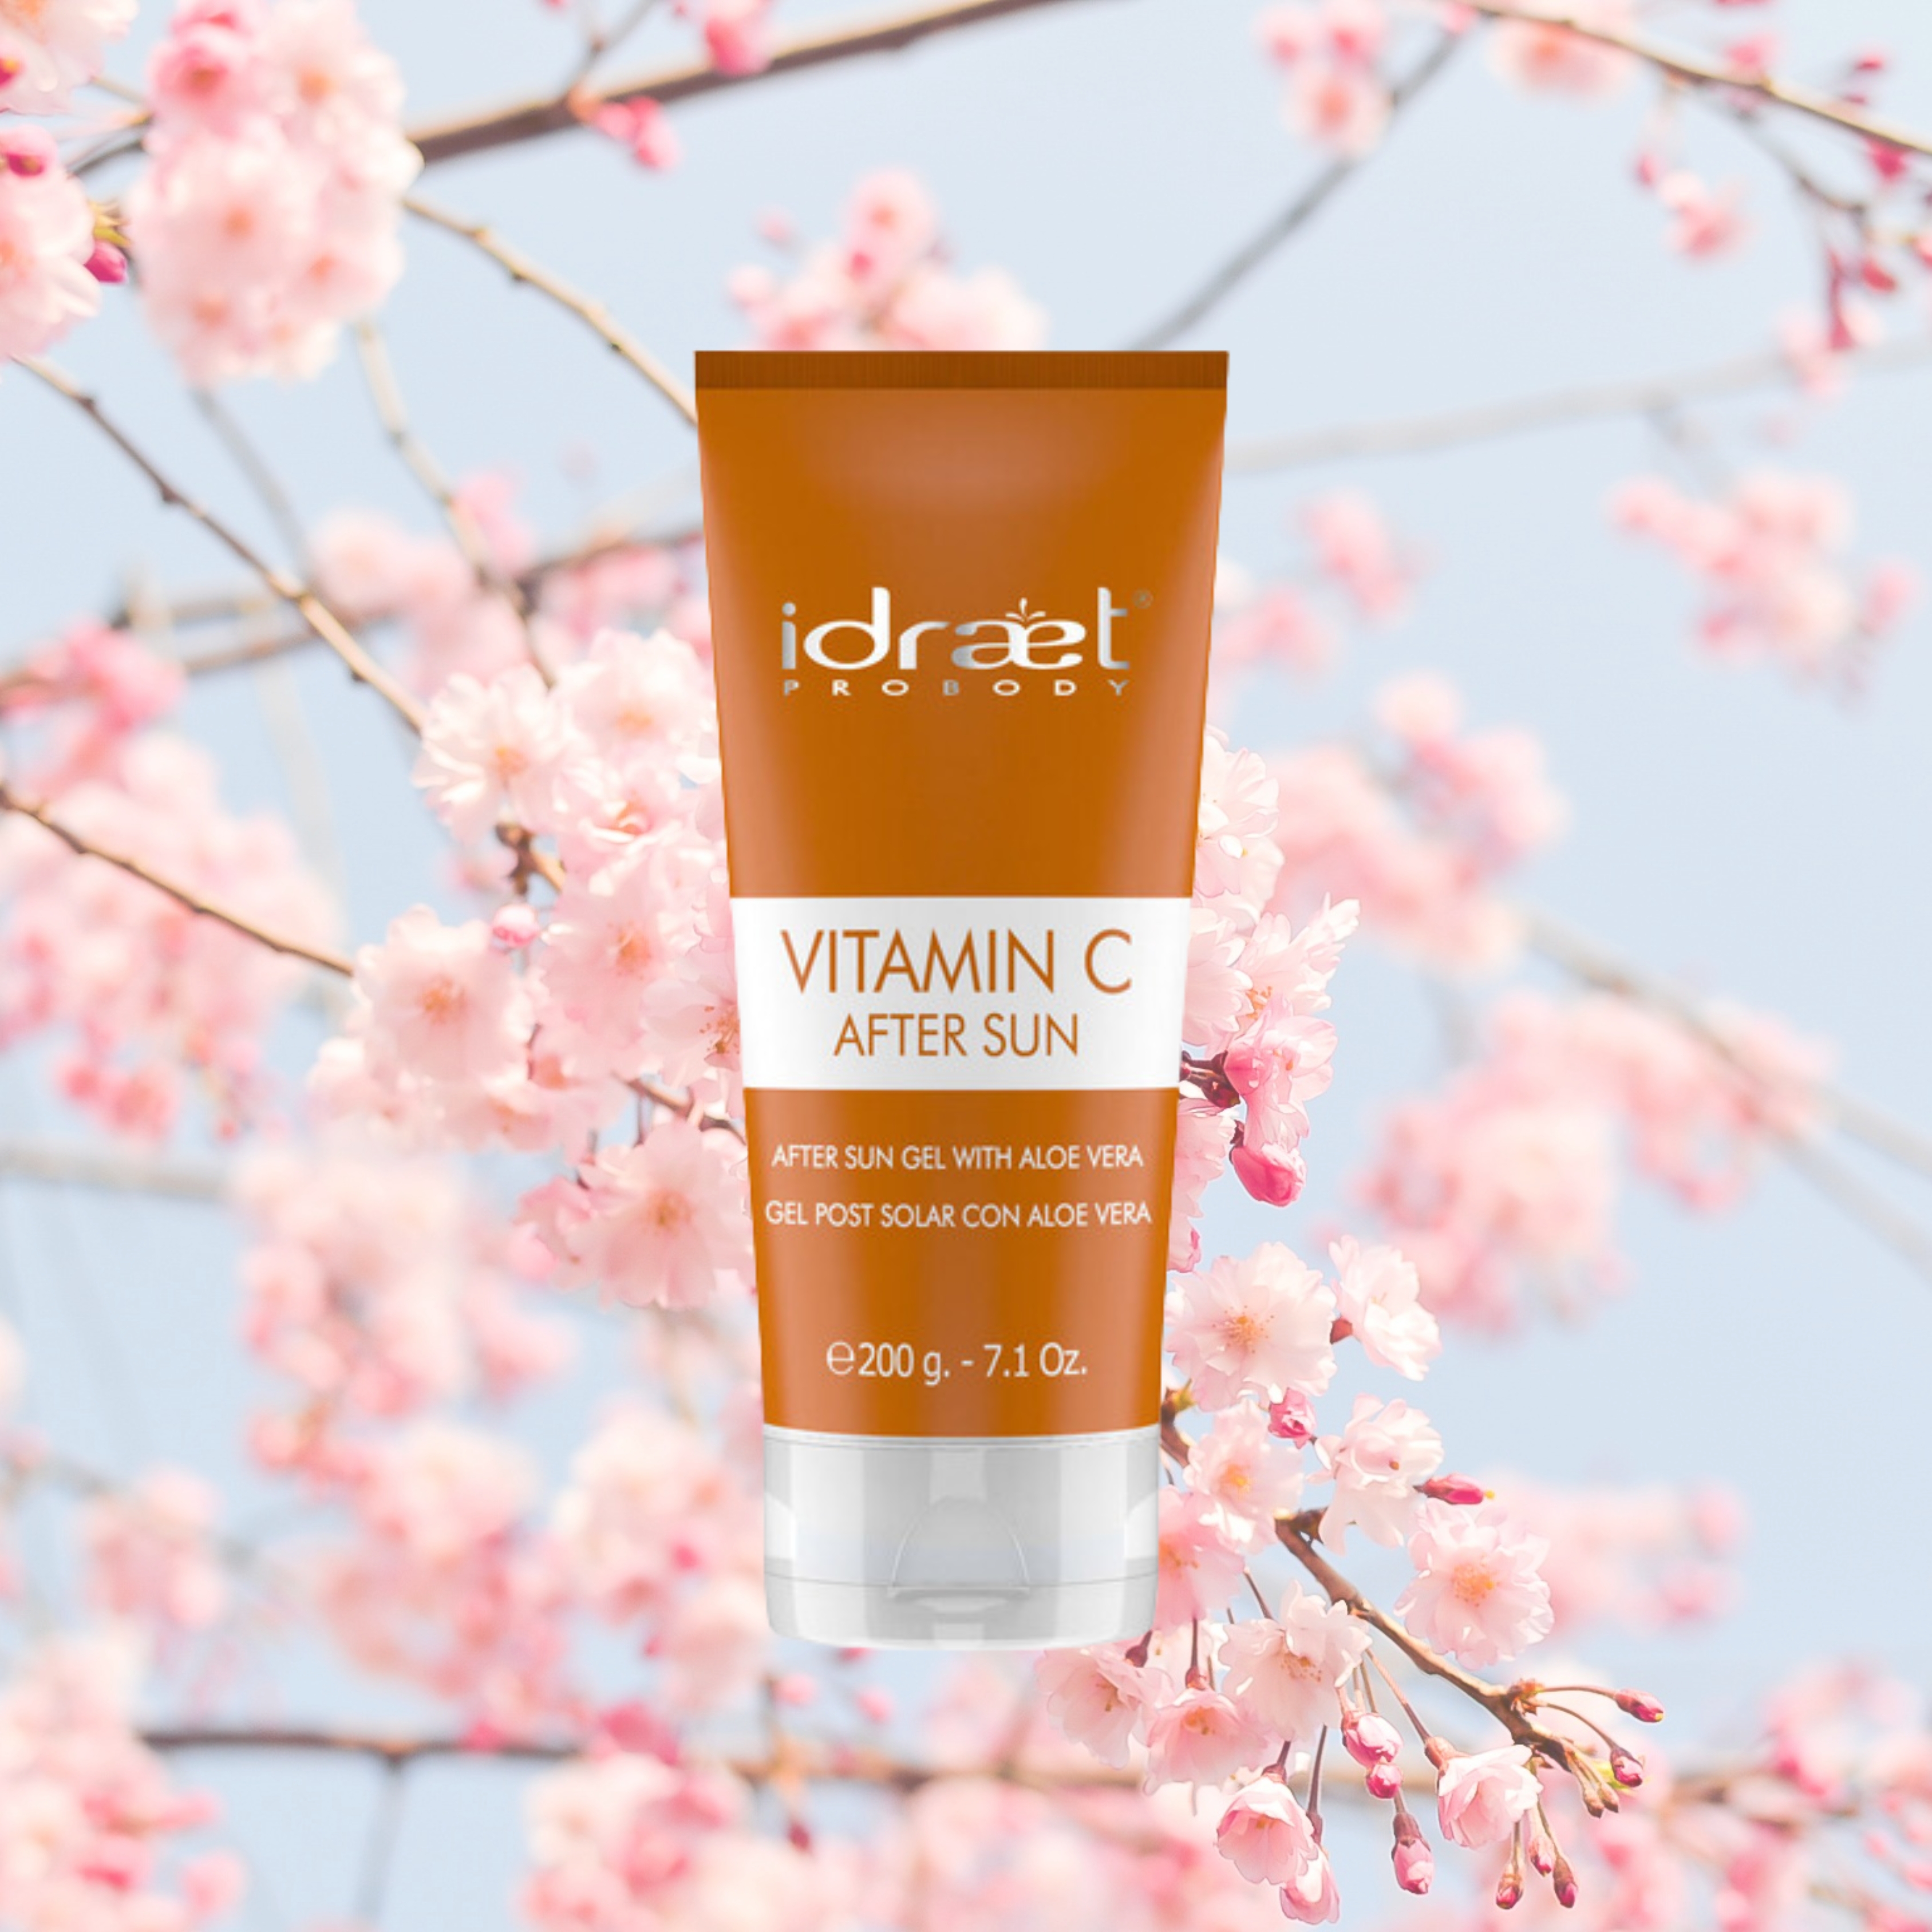 idraet®
PROBODY
VITAMIN C
AFTER SUN
AFTER SUN GEL WITH ALOE VERA
GEL POST SOLAR CON ALOE VERA
℮200 g. - 7.1 Oz.